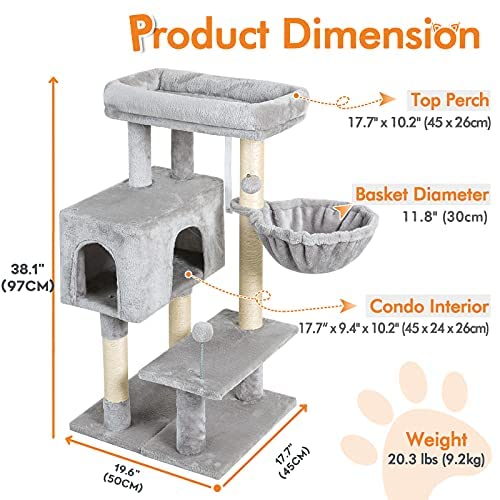 Product Dimension
Top Perch
17.7" x 10.2" (45 x 26cm)
Basket Diameter
11.8" (30cm)
38.1"
(97CM)
Condo Interior
17.7" x 9.4" x 10.2" (45 x 24 x 26cm)
Weight
20.3 lbs (9.2kg)
19.6"
(50CM)
17.7"
(45CM)